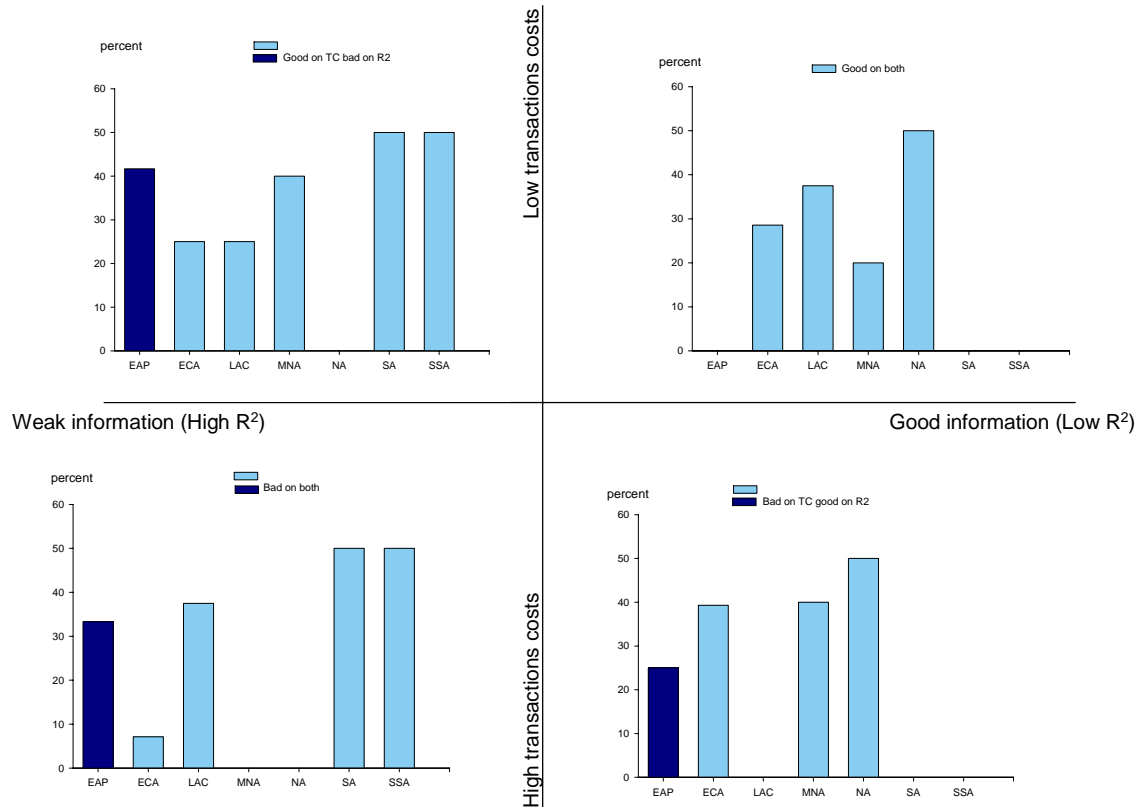 percent
Good on TC bad on R2
60
50
40
30
20
10
0
EAP ECA LAC MNA NA SA SSA
Low transactions costs
percent
Good on both
60
50
40
30
20
10
0
EAP ECA LAC MNA NA SA SSA
Weak information (High R²)
Good information (Low R²)
percent
Bad on both
60
50
40
30
20
10
0
EAP ECA LAC MNA NA SA SSA
High transactions costs
percent
Bad on TC good on R2
60
50
40
30
20
10
0
EAP ECA LAC MNA NA SA SSA